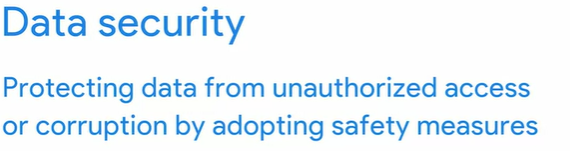 Data security
Protecting data from unauthorized access
or corruption by adopting safety measures